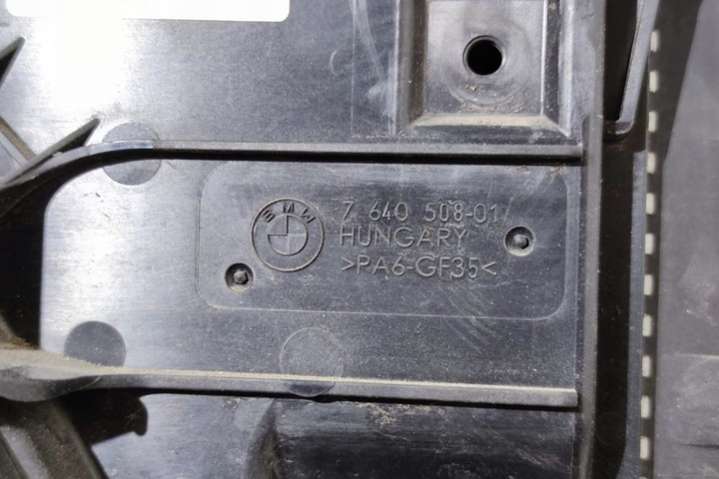 BMW
7 640 508-01
HUNGARY
>PA6-GF35<